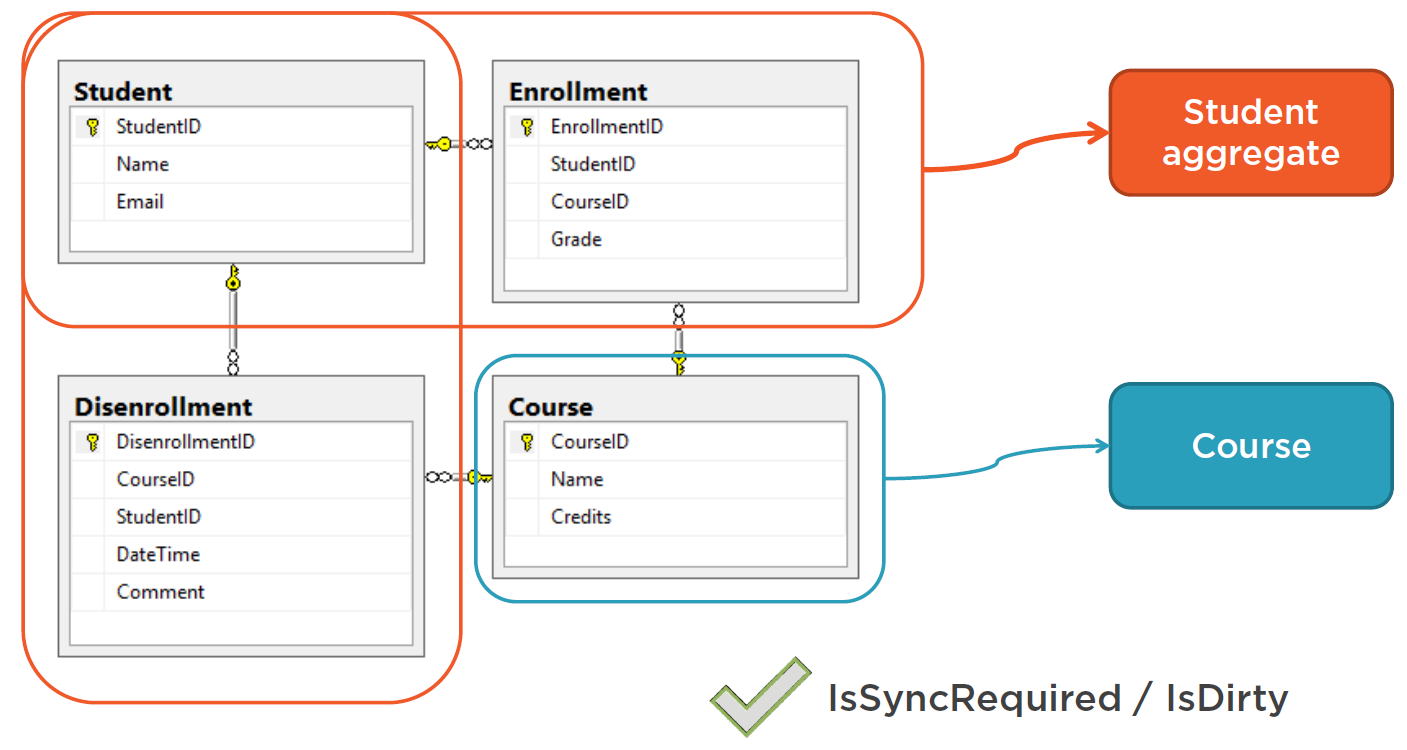 Student
StudentID
Name
Email
Enrollment
EnrollmentID
StudentID
CourseID
Grade
Student
aggregate
Disenrollment
DisenrollmentID
CourseID
StudentID
DateTime
Comment
Course
CourseID
Name
Credits
Course
IsSyncRequired / IsDirty